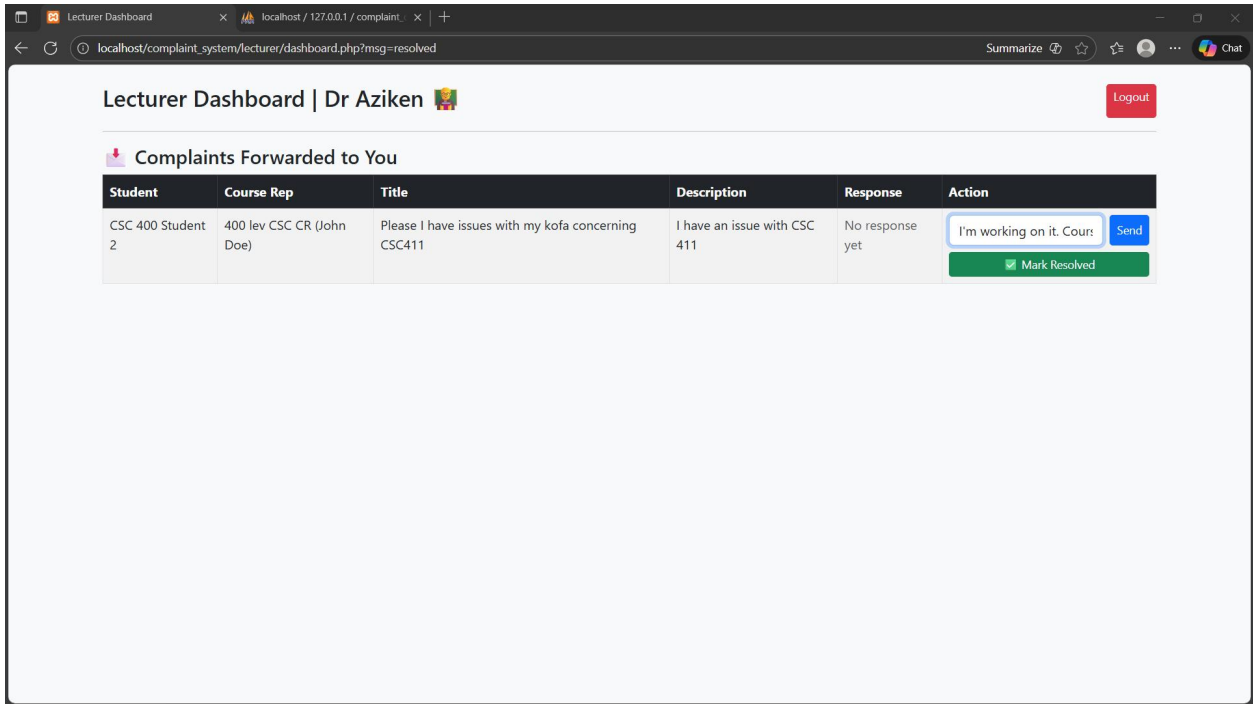 Lecturer Dashboard
localhost / 127.0.0.1 / complaint_
localhost/complaint_system/lecturer/dashboard.php?msg=resolved
Summarize
Chat
Lecturer Dashboard | Dr Aziken
Logout
Complaints Forwarded to You
Student Course Rep Title Description Response Action
CSC 400 Student 400 lev CSC CR (John Please I have issues with my kofa concerning I have an issue with CSC No response I'm working on it. Cours Send
2 Doe) CSC411 411 yet
Mark Resolved